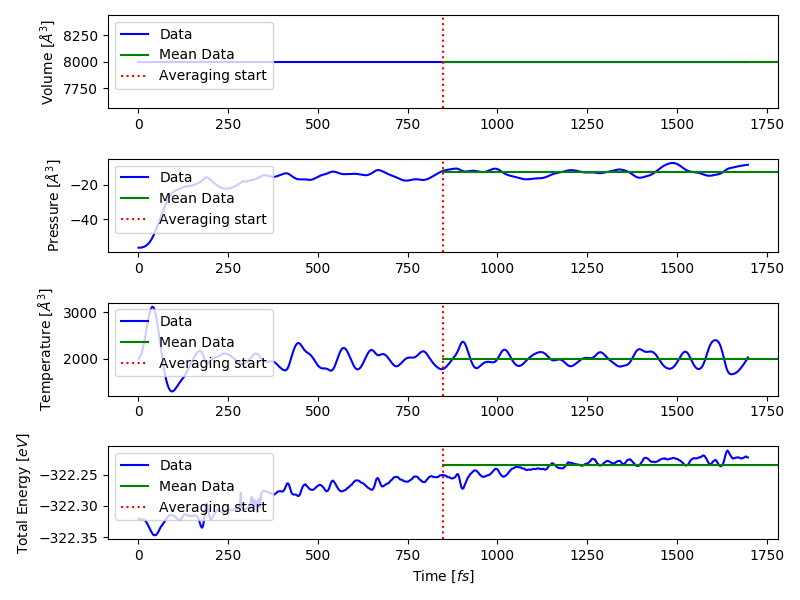 Volume [Å³]
8250
8000
7750
Data
Mean Data
Averaging start
0 250 500 750 1000 1250 1500 1750
Pressure [Å³]
−20
−40
Data
Mean Data
Averaging start
0 250 500 750 1000 1250 1500 1750
Temperature [Å³]
3000
2000
Data
Mean Data
Averaging start
0 250 500 750 1000 1250 1500 1750
Total Energy [eV]
−322.25
−322.30
−322.35
Data
Mean Data
Averaging start
0 250 500 750 1000 1250 1500 1750
Time [fs]